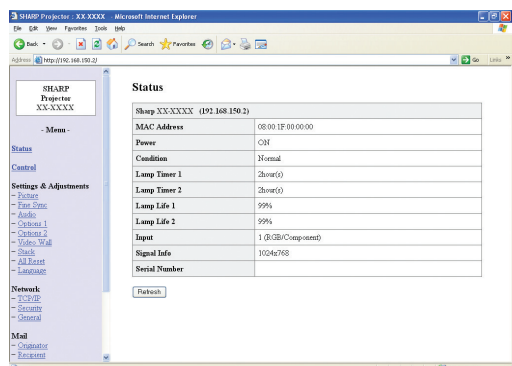 SHARP Projector : XX-XXXX - Microsoft Internet Explorer
File Edit View Favorites Tools Help
Back Search Favorites
Address http://192.168.150.2/ Go Links »
SHARP
Projector
XX-XXXX
- Menu -
Status
Control
Settings & Adjustments
– Picture
– Fine Sync
– Audio
– Options 1
– Options 2
– Video Wall
– Stack
– All Reset
– Language
Network
– TCP/IP
– Security
– General
Mail
– Originator
– Recipient
Status
Sharp XX-XXXX (192.168.150.2)
MAC Address 08:00:1F:00:00:00
Power ON
Condition Normal
Lamp Timer 1 2hour(s)
Lamp Timer 2 2hour(s)
Lamp Life 1 99%
Lamp Life 2 99%
Input 1 (RGB/Component)
Signal Info 1024x768
Serial Number
Refresh